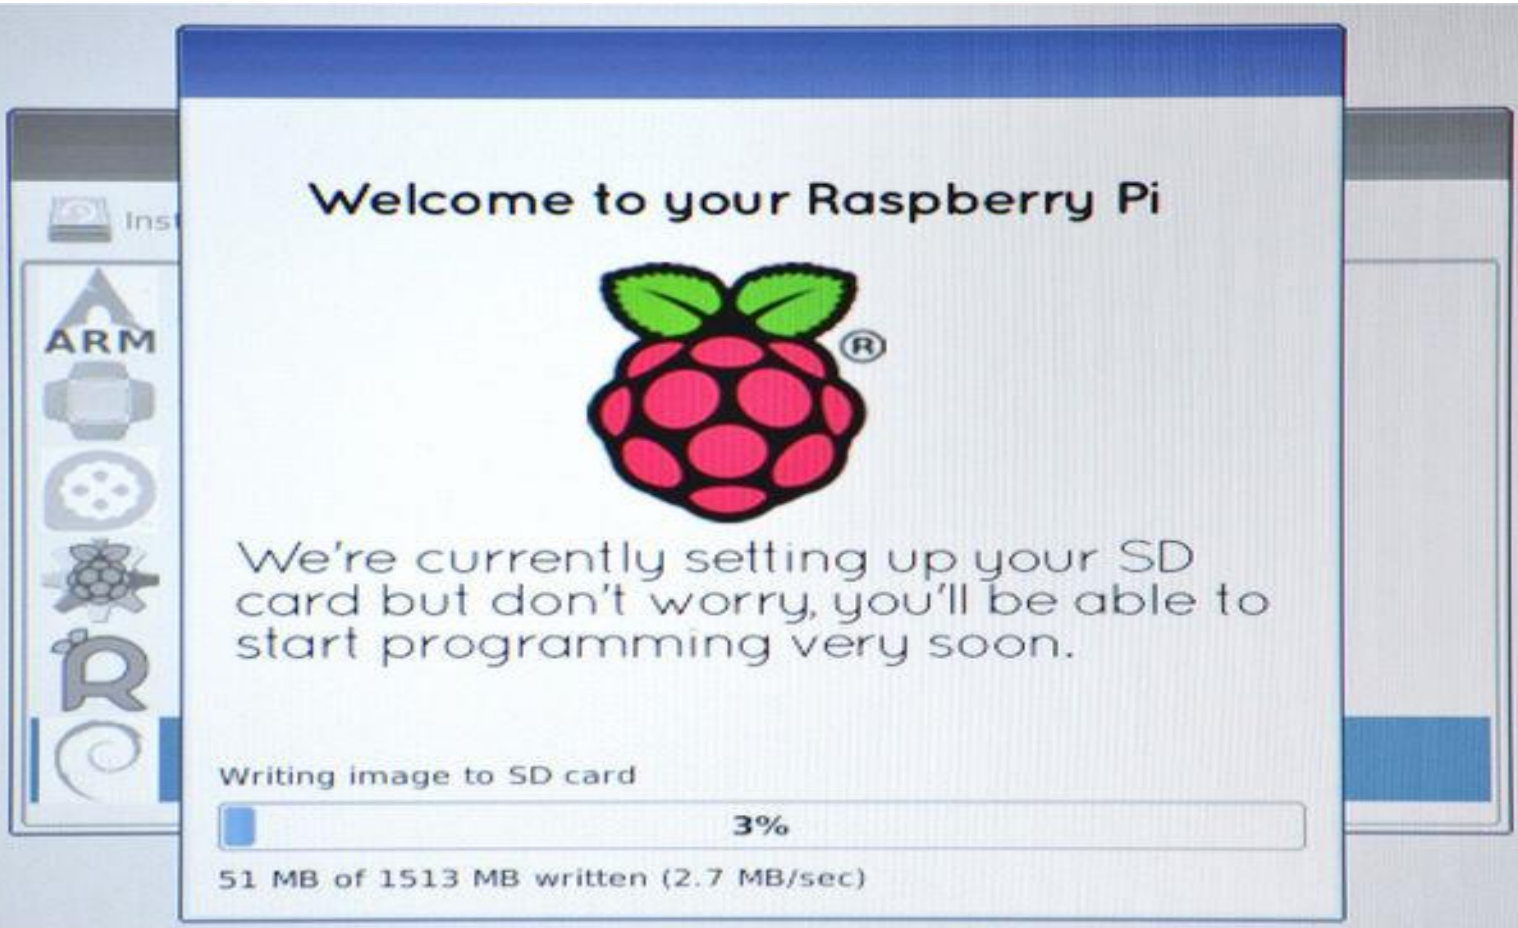 Welcome to your Raspberry Pi
®
Inst
ARM
We're currently setting up your SD
card but don't worry, you'll be able to
start programming very soon.
Writing image to SD card
3%
51 MB of 1513 MB written (2.7 MB/sec)